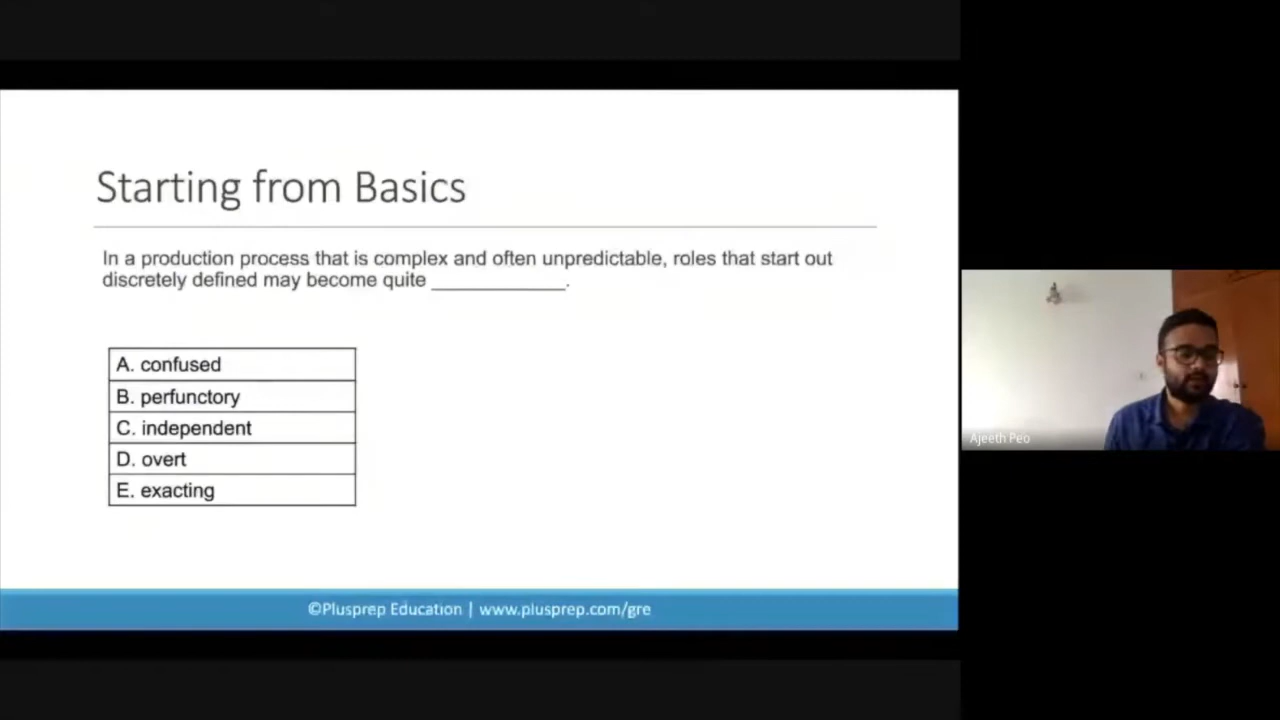 Starting from Basics
In a production process that is complex and often unpredictable, roles that start out
discretely defined may become quite ____________.
A. confused
B. perfunctory
C. independent
D. overt
E. exacting
©Plusprep Education | www.plusprep.com/gre
Ajeeth Peo